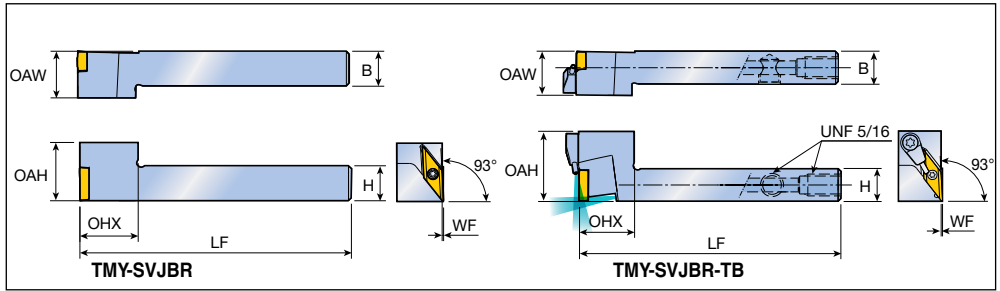 OAW
B
OAH
H
93°
OHX
WF
LF
TMY-SVJBR
OAW
B
UNF 5/16
OAH
H
93°
OHX
WF
LF
TMY-SVJBR-TB